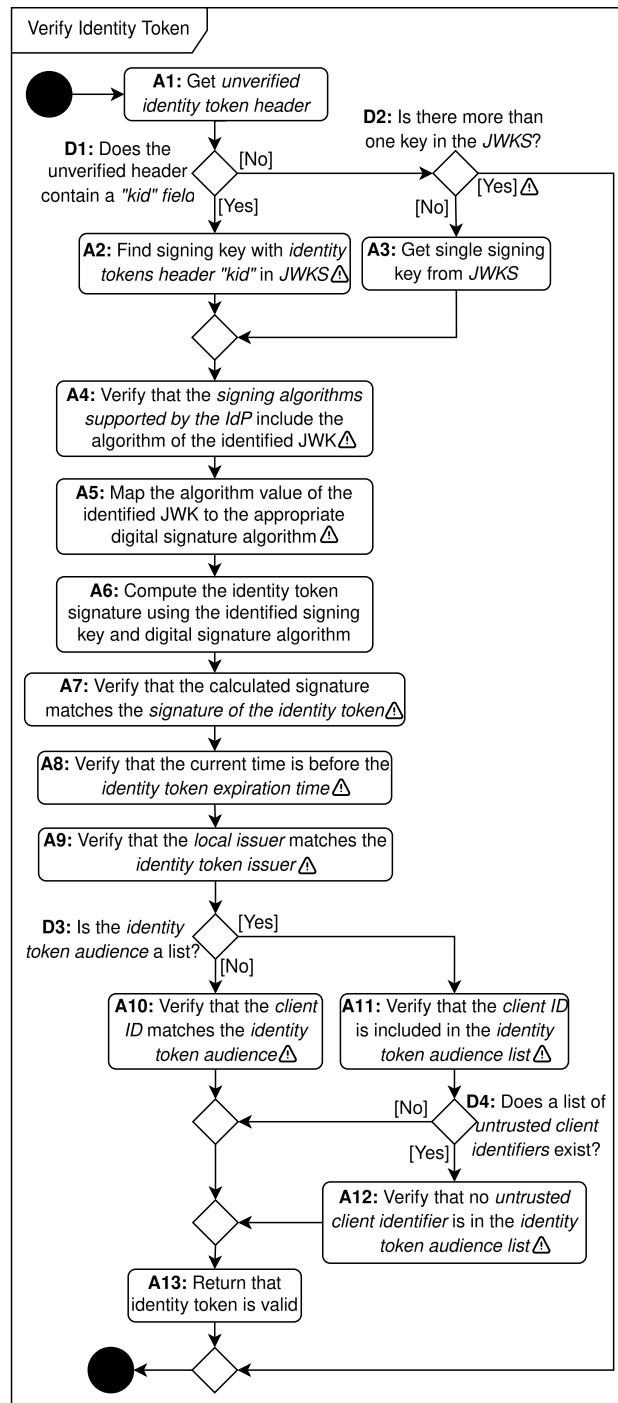 Verify Identity Token
A1: Get unverified
identity token header
D2: Is there more than
one key in the JWKS?
D1: Does the
unverified header
contain a "kid" field
[No]
[Yes]
[Yes]
[No]
A2: Find signing key with identity
tokens header "kid" in JWKS
A3: Get single signing
key from JWKS
A4: Verify that the signing algorithms
supported by the IdP include the
algorithm of the identified JWK
A5: Map the algorithm value of the
identified JWK to the appropriate
digital signature algorithm
A6: Compute the identity token
signature using the identified signing
key and digital signature algorithm
A7: Verify that the calculated signature
matches the signature of the identity token
A8: Verify that the current time is before the
identity token expiration time
A9: Verify that the local issuer matches the
identity token issuer
D3: Is the identity
token audience a list?
[Yes]
[No]
A10: Verify that the client
ID matches the identity
token audience
A11: Verify that the client ID
is included in the identity
token audience list
[No]
D4: Does a list of
untrusted client
identifiers exist?
[Yes]
A12: Verify that no untrusted
client identifier is in the identity
token audience list
A13: Return that
identity token is valid